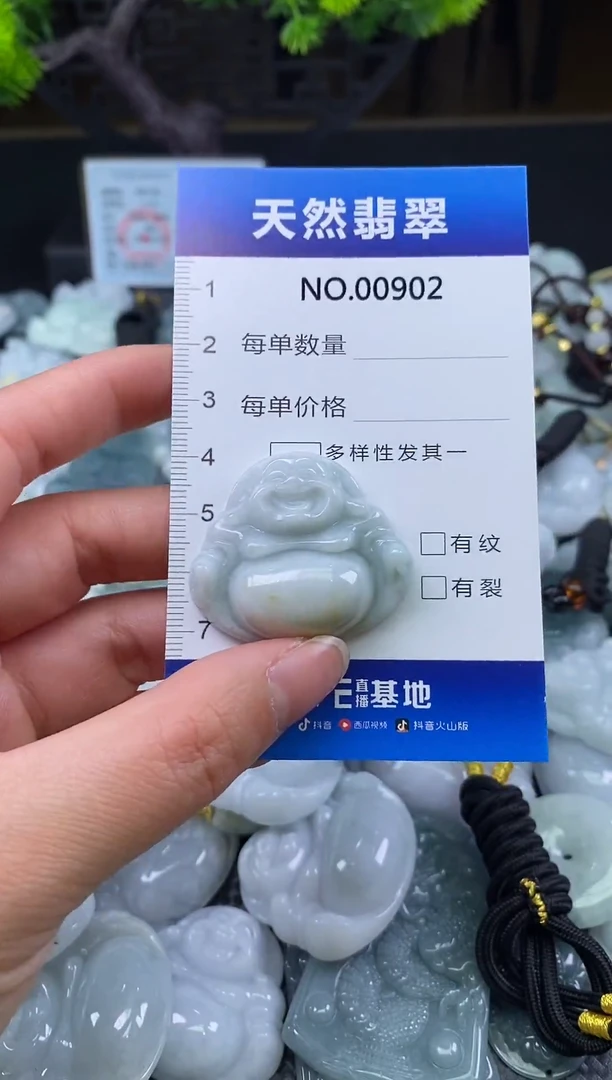 天然翡翠
NO.00902
1
2 每单数量
3 每单价格
4 多样性发其一
5
有纹
有裂
7
直播基地
抖音 西瓜视频 抖音火山版